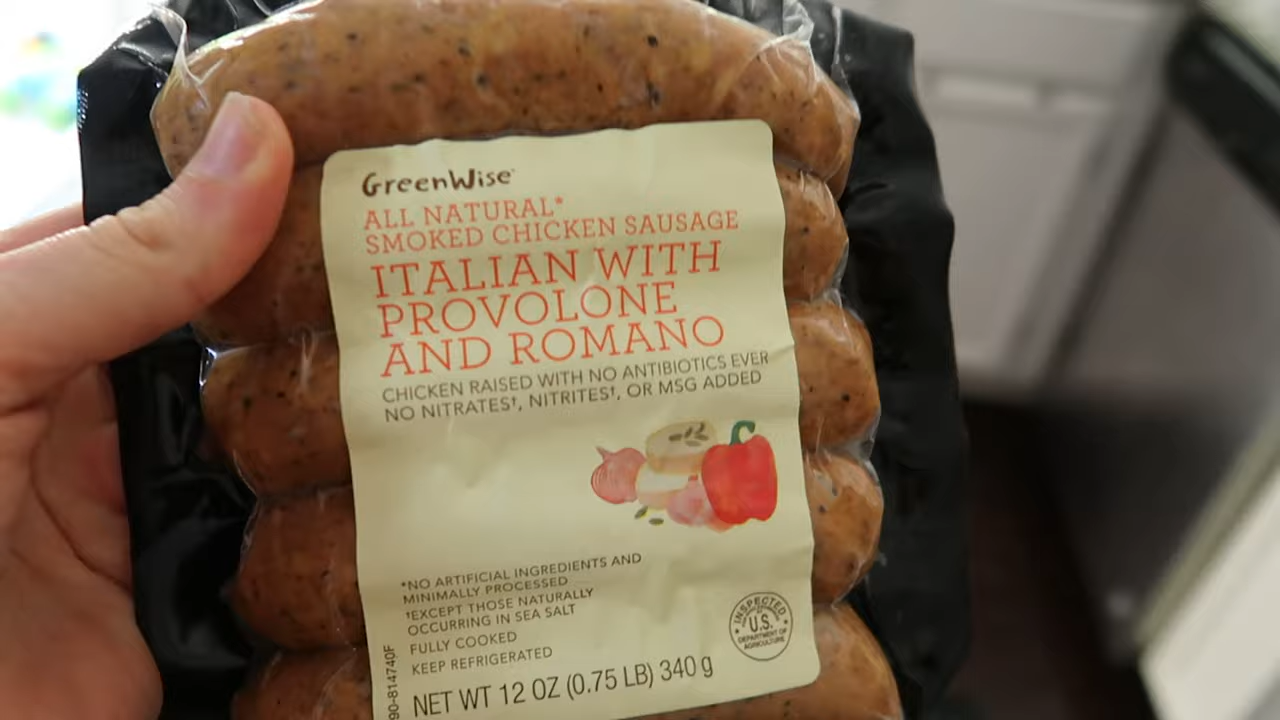 GreenWise
ALL NATURAL*
SMOKED CHICKEN SAUSAGE
ITALIAN WITH
PROVOLONE
AND ROMANO
CHICKEN RAISED WITH NO ANTIBIOTICS EVER
NO NITRATES†, NITRITES†, OR MSG ADDED
*NO ARTIFICIAL INGREDIENTS AND
MINIMALLY PROCESSED
†EXCEPT THOSE NATURALLY
OCCURRING IN SEA SALT
FULLY COOKED
KEEP REFRIGERATED
NET WT 12 OZ (0.75 LB) 340 g
90-814740F
INSPECTED
U.S.
DEPARTMENT OF
AGRICULTURE